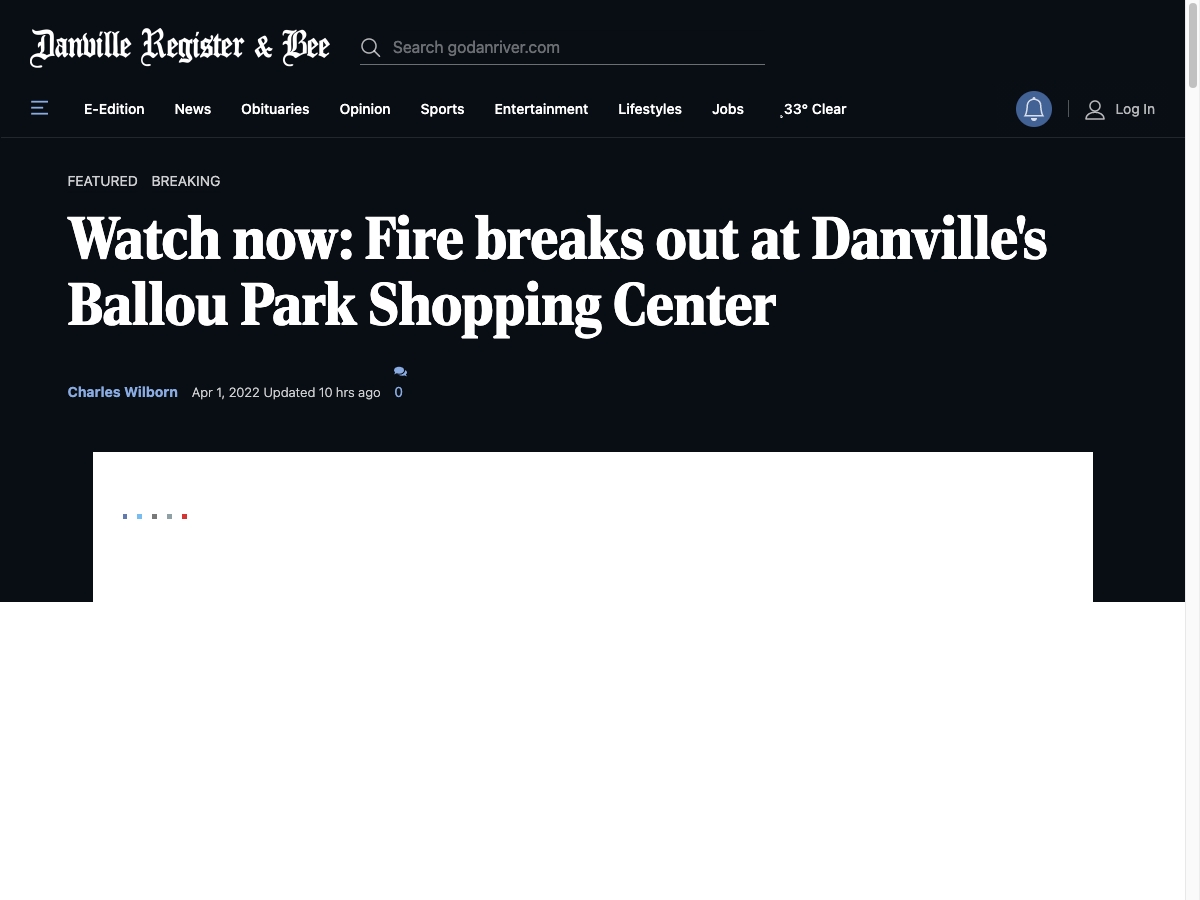 Danville Register & Bee
Search godanriver.com
E-Edition News Obituaries Opinion Sports Entertainment Lifestyles Jobs 33° Clear Log In
FEATURED BREAKING
Watch now: Fire breaks out at Danville's
Ballou Park Shopping Center
Charles Wilborn Apr 1, 2022 Updated 10 hrs ago 0